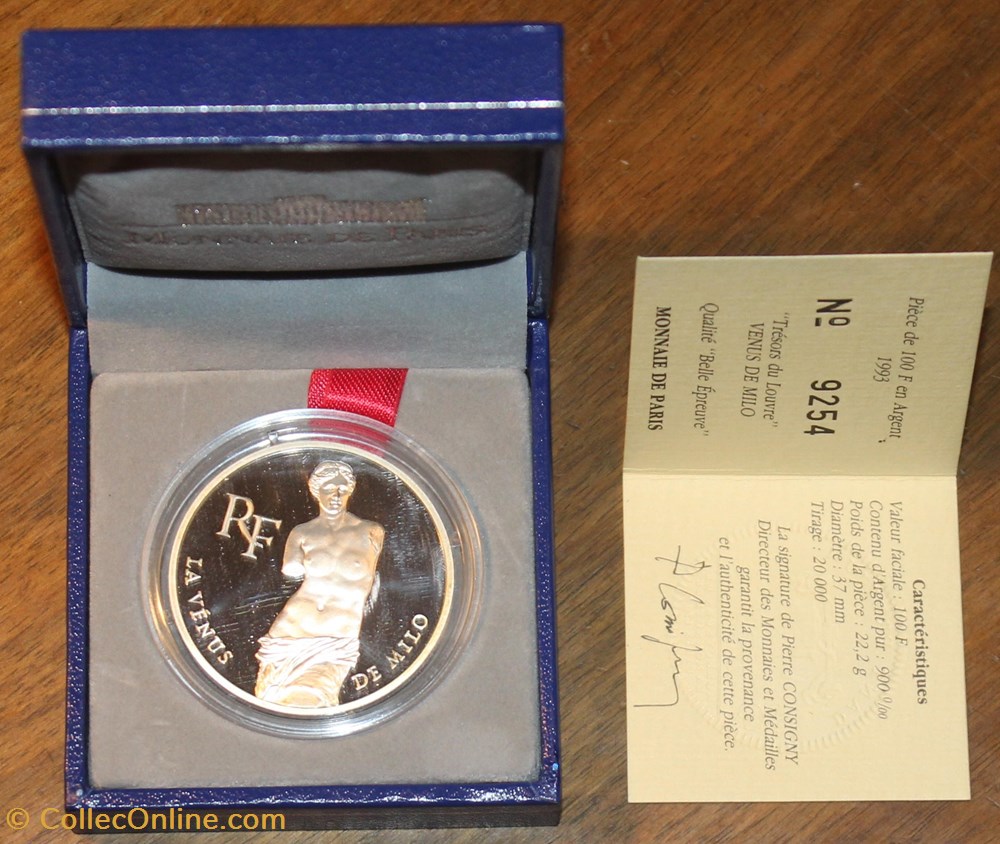 MONNAIE DE PARIS
RF
LA VÉNUS
DE MILO
Pièce de 100 F en Argent
1993
Nº 9254
"Trésors du Louvre"
VENUS DE MILO
Qualité "Belle Épreuve"
MONNAIE DE PARIS
Caractéristiques
Valeur faciale : 100 F.
Contenu d'Argent pur : 900 ‰
Poids de la pièce : 22,2 g
Diamètre : 37 mm
Tirage : 20 000
La signature de Pierre CONSIGNY
Directeur des Monnaies et Médailles
garantit la provenance
et l'authenticité de cette pièce.
© CollecOnline.com